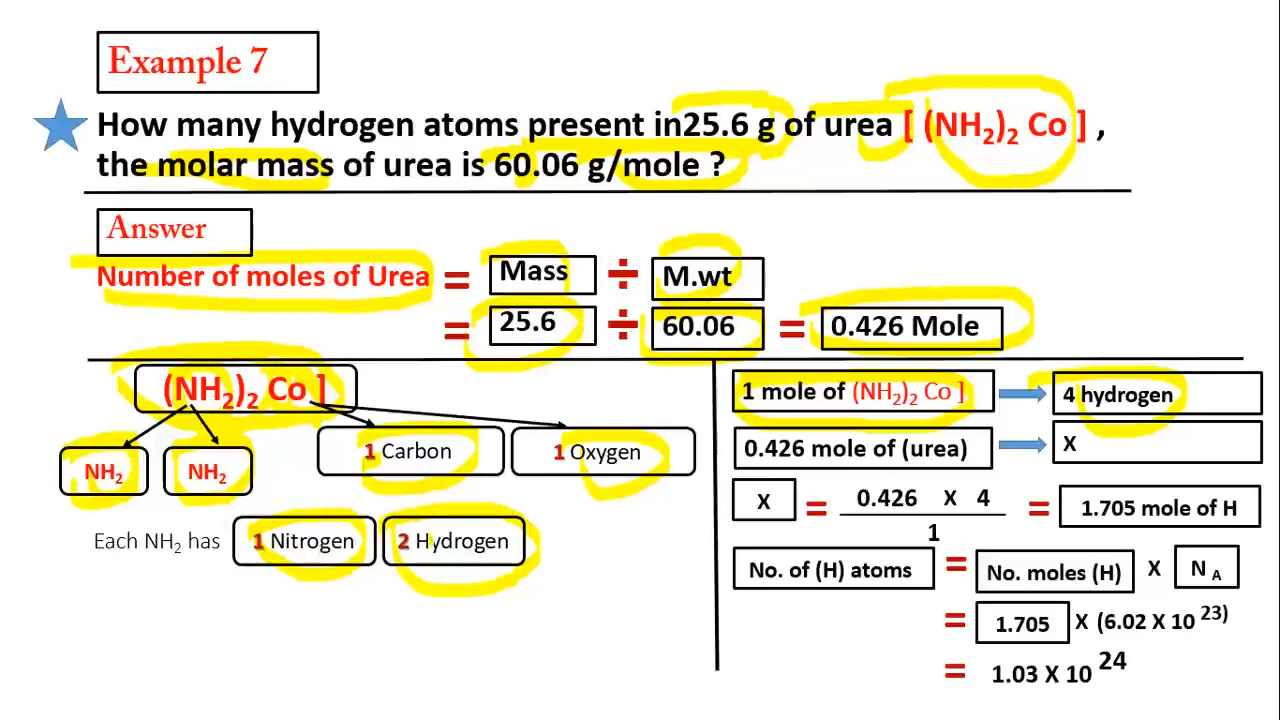 Example 7
How many hydrogen atoms present in25.6 g of urea [ (NH₂)₂ Co ] ,
the molar mass of urea is 60.06 g/mole ?
Answer
Number of moles of Urea = Mass ÷ M.wt
= 25.6 ÷ 60.06 = 0.426 Mole
(NH₂)₂ Co ]
NH₂ NH₂ 1 Carbon 1 Oxygen
Each NH₂ has 1 Nitrogen 2 Hydrogen
1 mole of (NH₂)₂ Co ] 4 hydrogen
0.426 mole of (urea) X
X = 0.426 X 4 = 1.705 mole of H
1
No. of (H) atoms = No. moles (H) X N A
= 1.705 X (6.02 X 10 23)
= 1.03 X 10 24